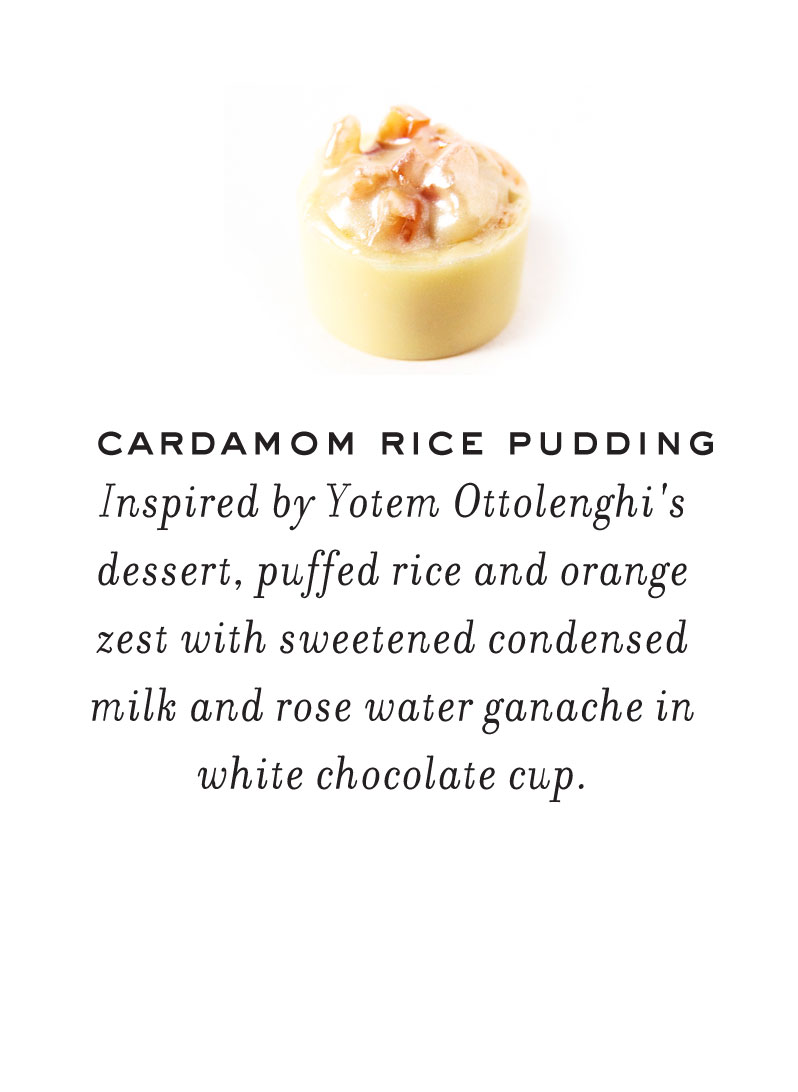 CARDAMOM RICE PUDDING
Inspired by Yotem Ottolenghi's
dessert, puffed rice and orange
zest with sweetened condensed
milk and rose water ganache in
white chocolate cup.